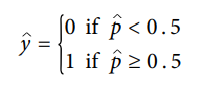 ŷ = {0 if p̂ < 0.5
1 if p̂ ≥ 0.5